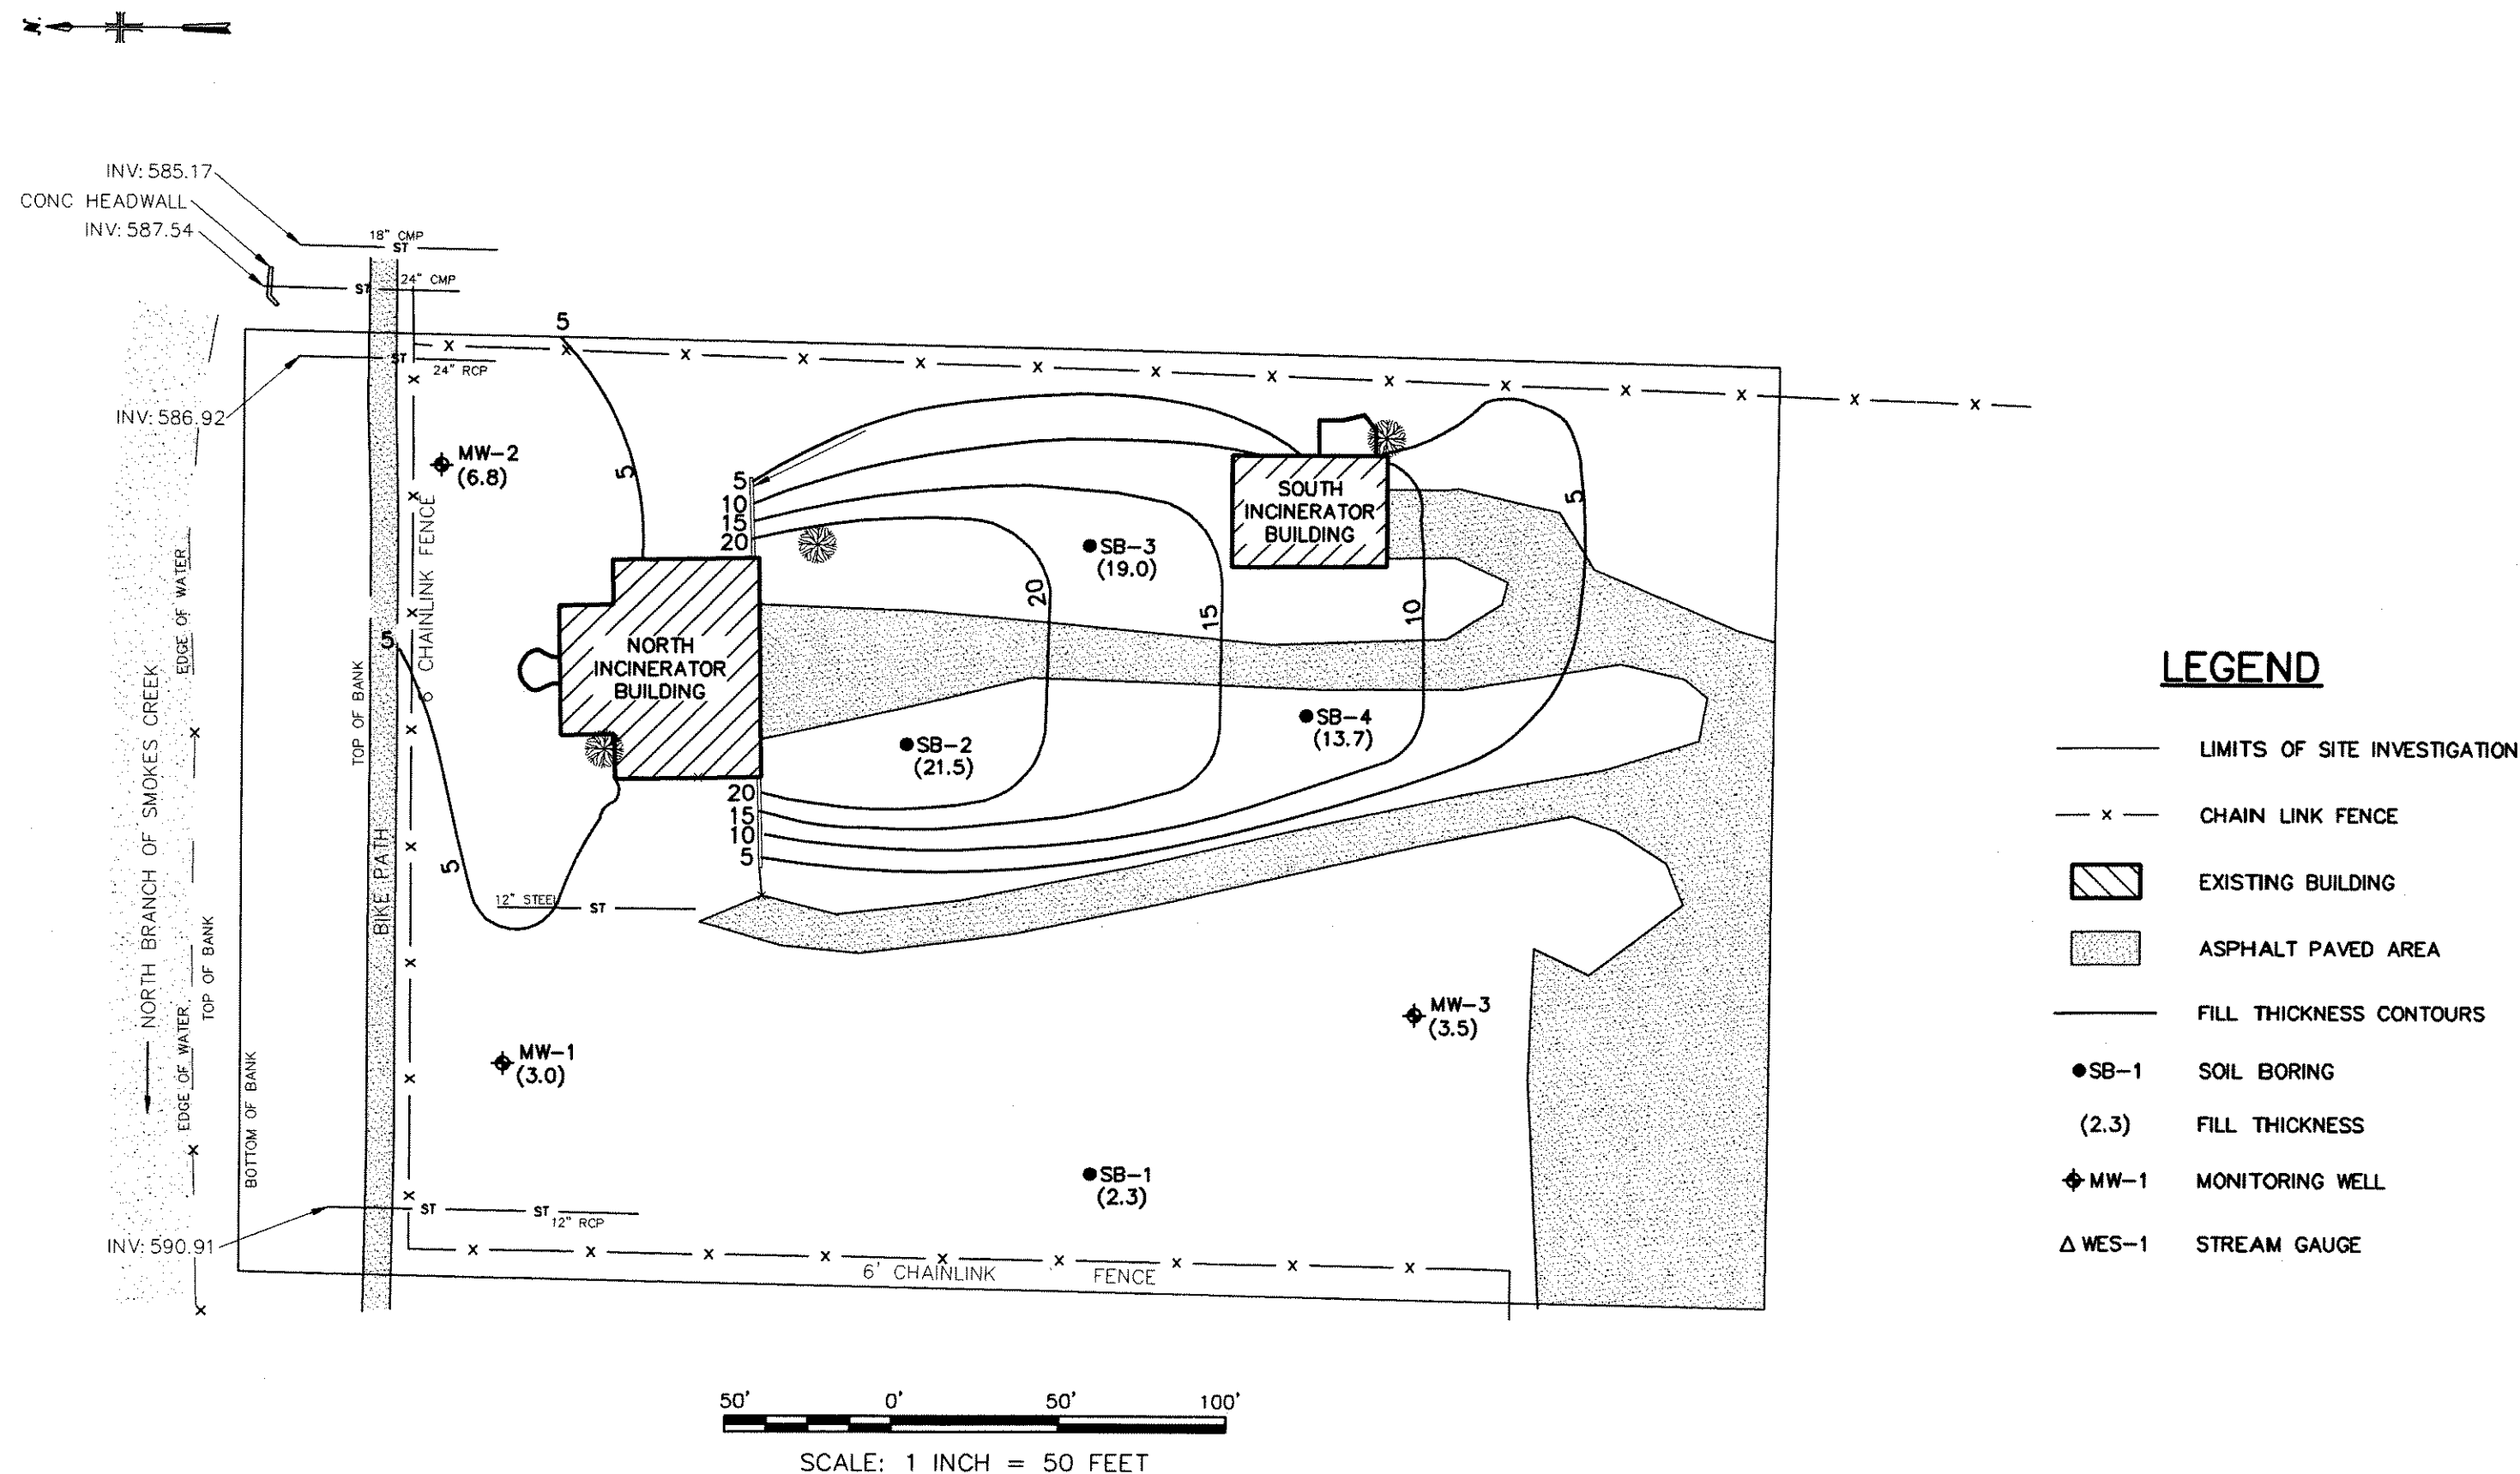 N.
INV: 585.17
CONC HEADWALL
INV: 587.54
18" CMP
ST
24" CMP
ST
ST
24" RCP
INV: 586.92
5
MW-2
(6.8)
5
6' CHAINLINK FENCE
5
10
15
20
SB-3
(19.0)
SOUTH
INCINERATOR
BUILDING
5
20
15
10
5
NORTH
INCINERATOR
BUILDING
SB-4
(13.7)
SB-2
(21.5)
20
15
10
5
5
12" STEEL
ST
NORTH BRANCH OF SMOKES CREEK
EDGE OF WATER
EDGE OF WATER
TOP OF BANK
TOP OF BANK
BOTTOM OF BANK
BIKE PATH
MW-3
(3.5)
MW-1
(3.0)
SB-1
(2.3)
ST
ST
12" RCP
INV: 590.91
6' CHAINLINK FENCE
50' 0' 50' 100'
SCALE: 1 INCH = 50 FEET
LEGEND
LIMITS OF SITE INVESTIGATION
x CHAIN LINK FENCE
EXISTING BUILDING
ASPHALT PAVED AREA
FILL THICKNESS CONTOURS
SB-1 SOIL BORING
(2.3) FILL THICKNESS
MW-1 MONITORING WELL
WES-1 STREAM GAUGE